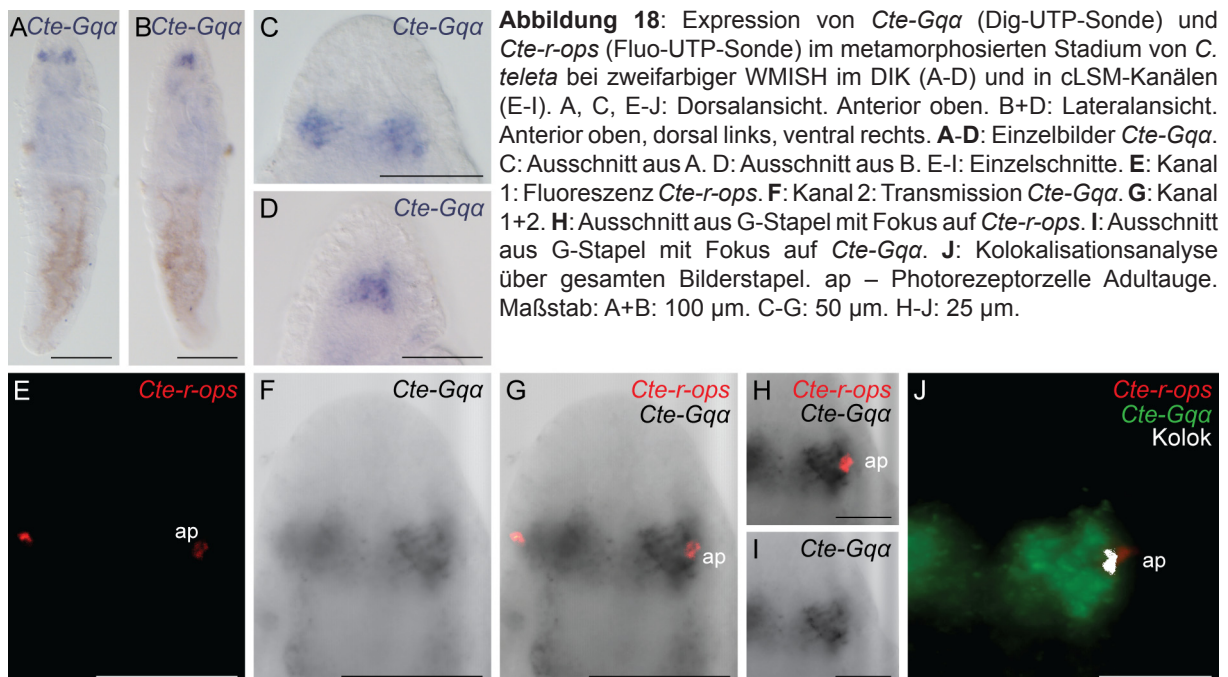 A Cte-Gqα
B Cte-Gqα
C Cte-Gqα
D Cte-Gqα
Abbildung 18: Expression von Cte-Gqα (Dig-UTP-Sonde) und
Cte-r-ops (Fluo-UTP-Sonde) im metamorphosierten Stadium von C.
teleta bei zweifarbiger WMISH im DIK (A-D) und in cLSM-Kanälen
(E-I). A, C, E-J: Dorsalansicht. Anterior oben. B+D: Lateralansicht.
Anterior oben, dorsal links, ventral rechts. A-D: Einzelbilder Cte-Gqα.
C: Ausschnitt aus A. D: Ausschnitt aus B. E-I: Einzelschnitte. E: Kanal
1: Fluoreszenz Cte-r-ops. F: Kanal 2: Transmission Cte-Gqα. G: Kanal
1+2. H: Ausschnitt aus G-Stapel mit Fokus auf Cte-r-ops. I: Ausschnitt
aus G-Stapel mit Fokus auf Cte-Gqα. J: Kolokalisationsanalyse
über gesamten Bilderstapel. ap – Photorezeptorzelle Adultauge.
Maßstab: A+B: 100 µm. C-G: 50 µm. H-J: 25 µm.
E Cte-r-ops
ap
F Cte-Gqα
G Cte-r-ops
Cte-Gqα
ap
H Cte-r-ops
Cte-Gqα
ap
I Cte-Gqα
J Cte-r-ops
Cte-Gqα
Kolok
ap